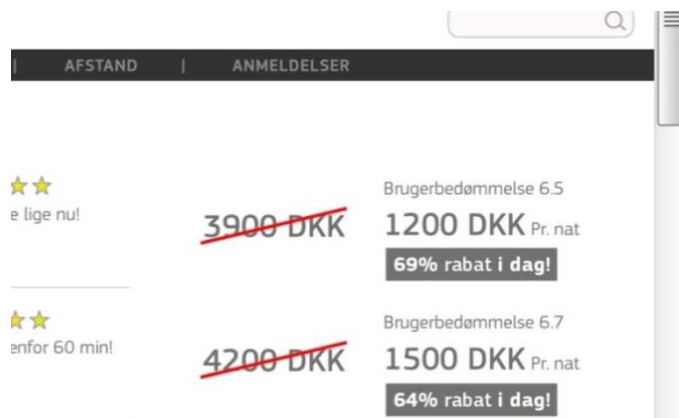 | AFSTAND | ANMELDELSER
Brugerbedømmelse 6.5
e lige nu!
3900 DKK 1200 DKK Pr. nat
69% rabat i dag!
Brugerbedømmelse 6.7
enfor 60 min!
4200 DKK 1500 DKK Pr. nat
64% rabat i dag!